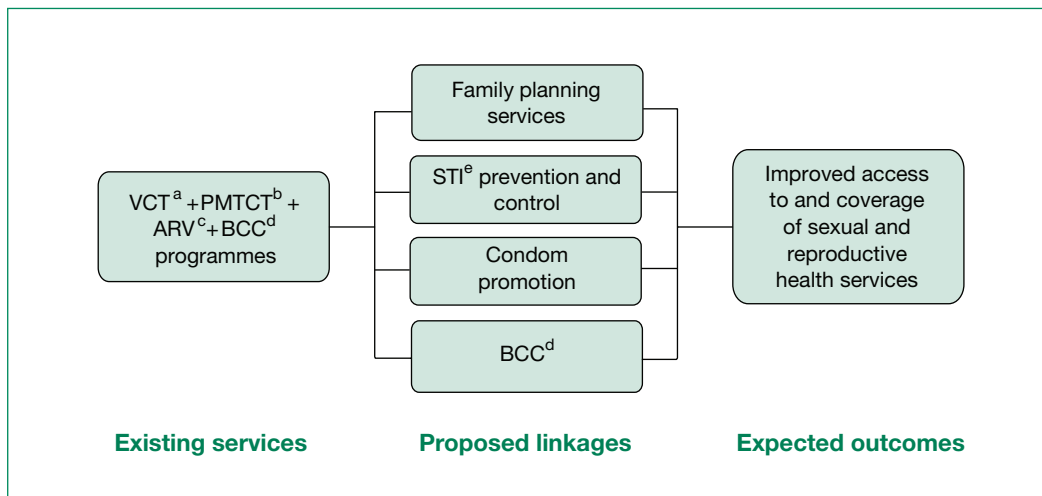 VCTᵃ +PMTCTᵇ +
ARVᶜ+BCCᵈ
programmes
Family planning
services
STIᵉ prevention and
control
Condom
promotion
BCCᵈ
Improved access
to and coverage
of sexual and
reproductive
health services
Existing services
Proposed linkages
Expected outcomes